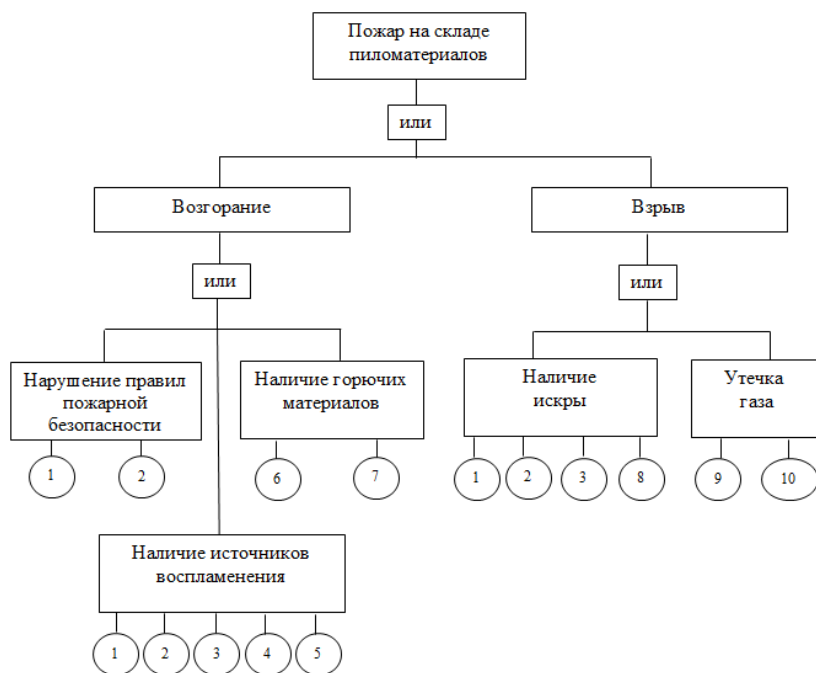 Пожар на складе
пиломатериалов
или
Возгорание
Взрыв
или
или
Нарушение правил
пожарной
безопасности
Наличие горючих
материалов
Наличие
искры
Утечка
газа
1
2
6
7
1
2
3
8
9
10
Наличие источников
воспламенения
1
2
3
4
5